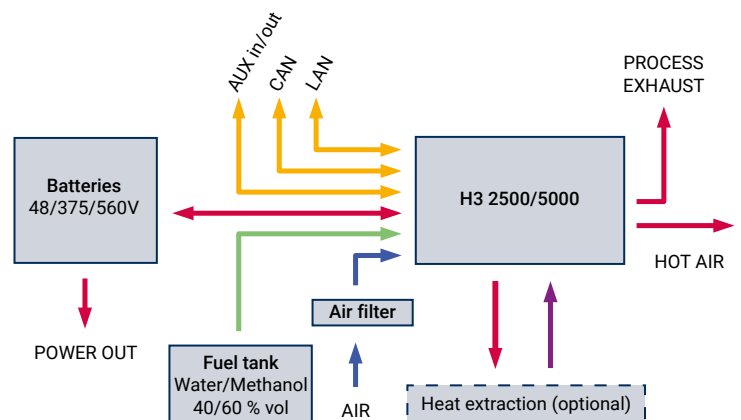 AUX in/out
CAN
LAN
PROCESS
EXHAUST
Batteries
48/375/560V
H3 2500/5000
HOT AIR
Air filter
POWER OUT
Fuel tank
Water/Methanol
40/60 % vol
AIR
Heat extraction (optional)